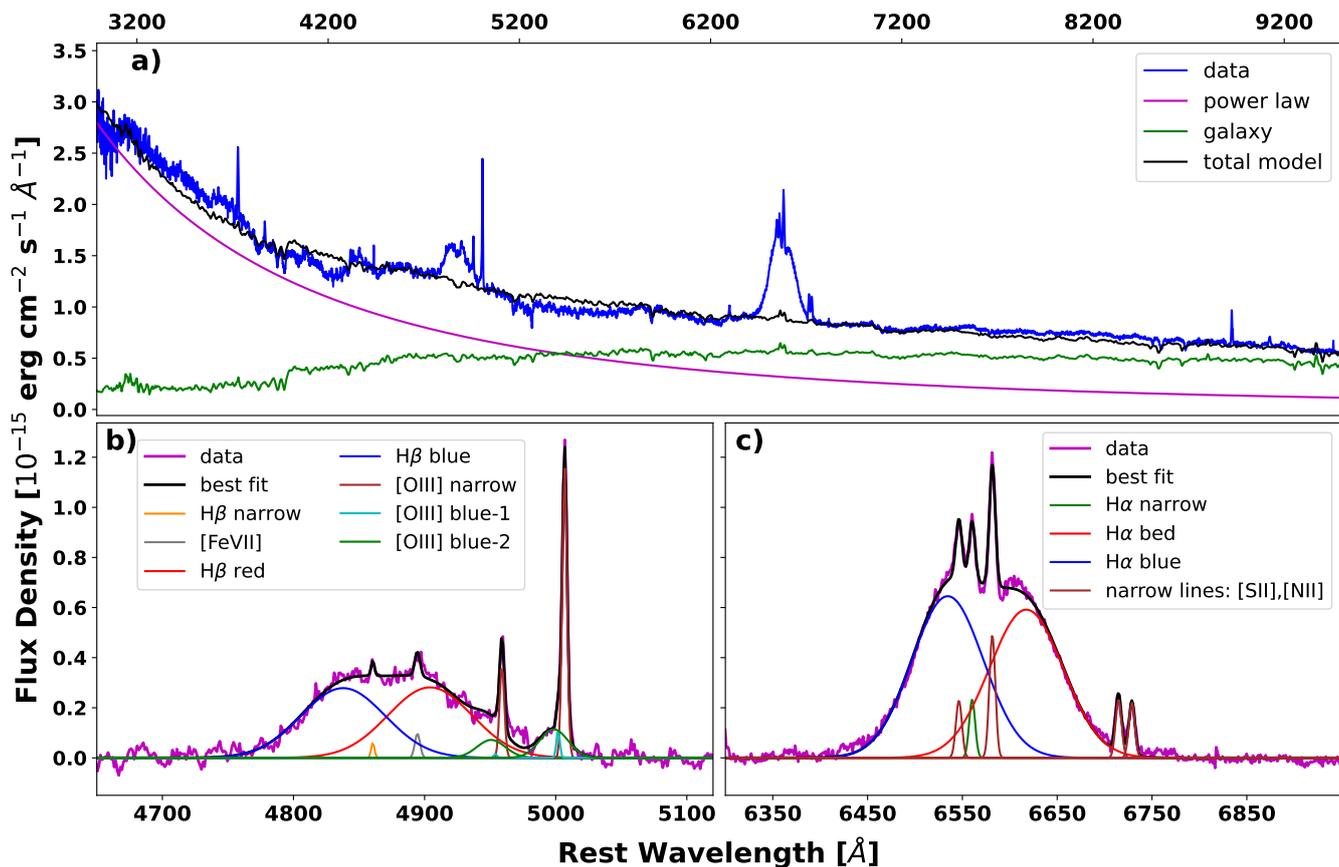 3200 4200 5200 6200 7200 8200 9200
a)
3.5
3.0
2.5
2.0
1.5
1.0
0.5
0.0
data
power law
galaxy
total model
Flux Density [10⁻¹⁵ erg cm⁻² s⁻¹ Å⁻¹]
b)
data
best fit
Hβ narrow
[FeVII]
Hβ red
Hβ blue
[OIII] narrow
[OIII] blue-1
[OIII] blue-2
1.2
1.0
0.8
0.6
0.4
0.2
0.0
4700 4800 4900 5000 5100
c)
data
best fit
Hα narrow
Hα bed
Hα blue
narrow lines: [SII],[NII]
6350 6450 6550 6650 6750 6850
Rest Wavelength [Å]